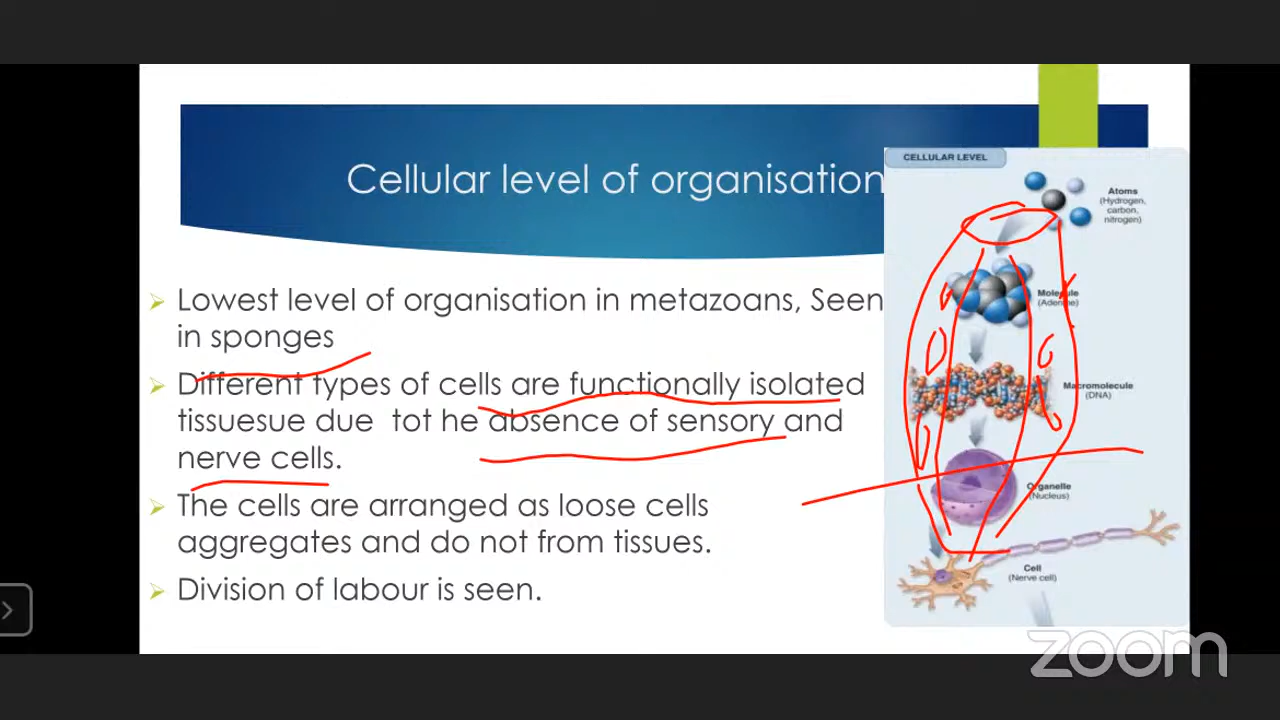 Cellular level of organisation
CELLULAR LEVEL
Atoms
(Hydrogen,
carbon,
nitrogen)
Lowest level of organisation in metazoans, Seen
in sponges
Different types of cells are functionally isolated
tissuesue due tot he absence of sensory and
nerve cells.
The cells are arranged as loose cells
aggregates and do not from tissues.
Division of labour is seen.
Molecule
(Adenine)
Macromolecule
(DNA)
Organelle
(Nucleus)
Cell
(Nerve cell)
zoom